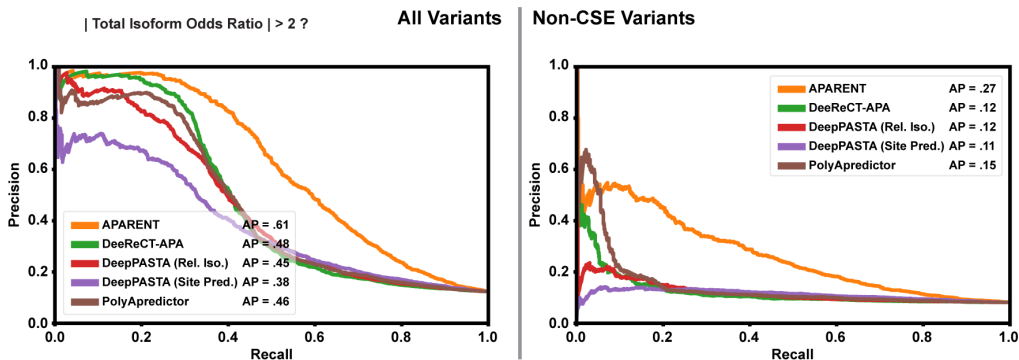 | Total Isoform Odds Ratio | > 2 ?
All Variants
Non-CSE Variants
Precision
1.0
0.8
0.6
0.4
0.2
0.0
APARENT AP = .61
DeeReCT-APA AP = .48
DeepPASTA (Rel. Iso.) AP = .45
DeepPASTA (Site Pred.) AP = .38
PolyApredictor AP = .46
0.0 0.2 0.4 0.6 0.8 1.0
Recall
Precision
1.0
0.8
0.6
0.4
0.2
0.0
APARENT AP = .27
DeeReCT-APA AP = .12
DeepPASTA (Rel. Iso.) AP = .12
DeepPASTA (Site Pred.) AP = .11
PolyApredictor AP = .15
0.0 0.2 0.4 0.6 0.8 1.0
Recall